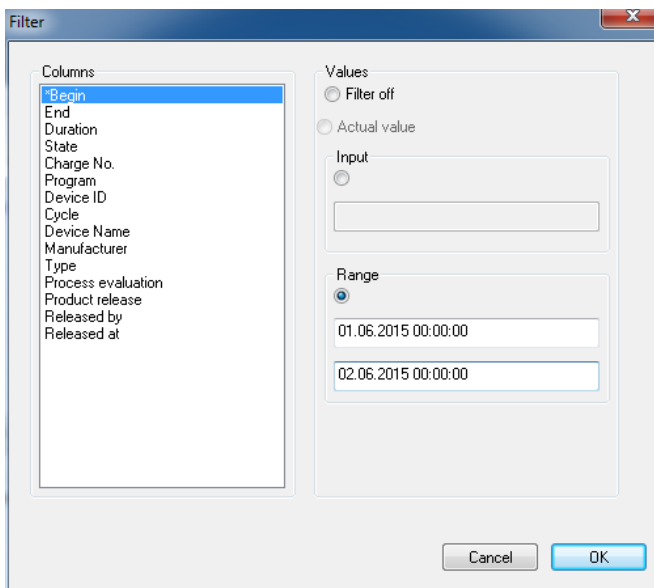 Filter
Columns
*Begin
End
Duration
State
Charge No.
Program
Device ID
Cycle
Device Name
Manufacturer
Type
Process evaluation
Product release
Released by
Released at
Values
Filter off
Actual value
Input
Range
01.06.2015 00:00:00
02.06.2015 00:00:00
Cancel
OK